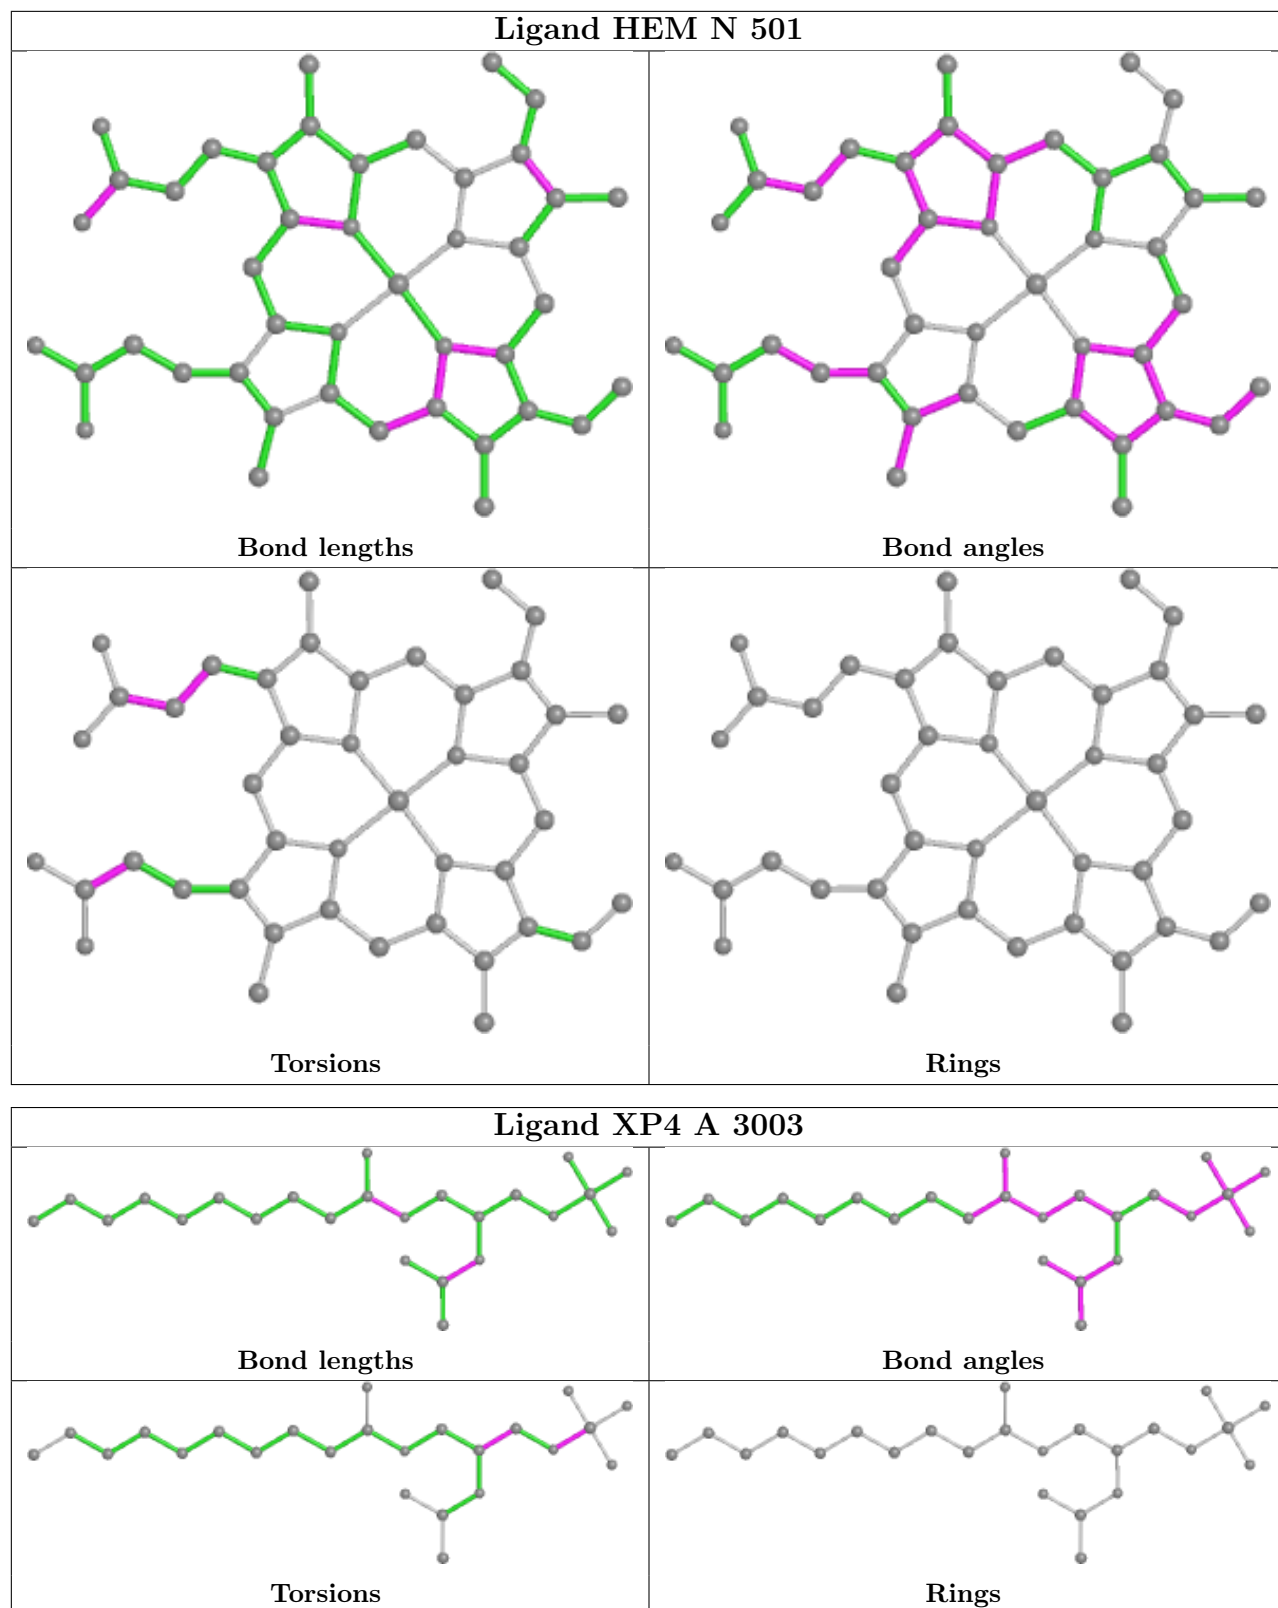 Ligand HEM N 501
Bond lengths
Bond angles
Torsions
Rings
Ligand XP4 A 3003
Bond lengths
Bond angles
Torsions
Rings